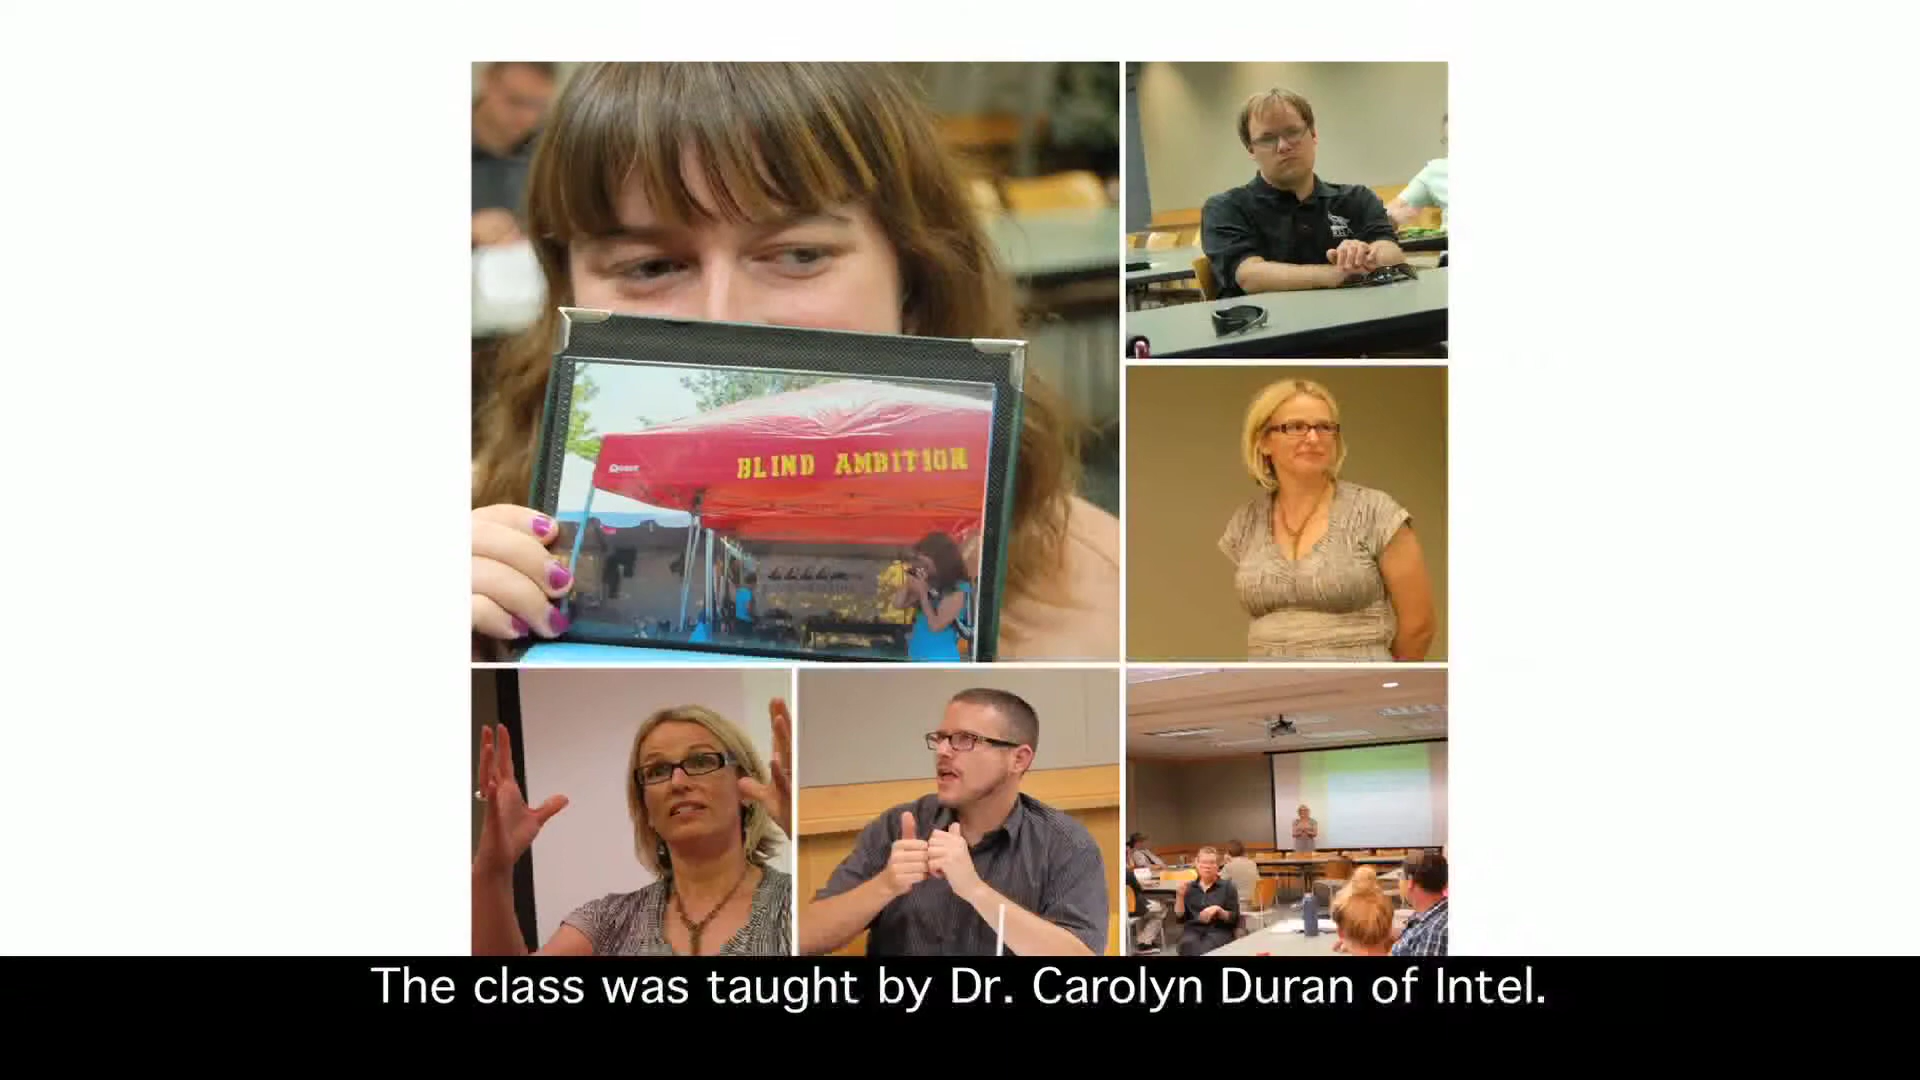 BLIND AMBITION
The class was taught by Dr. Carolyn Duran of Intel.